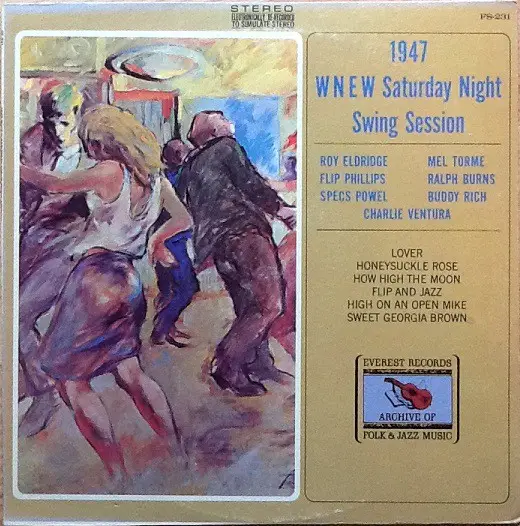 STEREO
ELECTRONICALLY RE-RECORDED
TO SIMULATE STEREO
FS-231
1947
WNEW Saturday Night
Swing Session
ROY ELDRIDGE MEL TORME
FLIP PHILLIPS RALPH BURNS
SPECS POWEL BUDDY RICH
CHARLIE VENTURA
LOVER
HONEYSUCKLE ROSE
HOW HIGH THE MOON
FLIP AND JAZZ
HIGH ON AN OPEN MIKE
SWEET GEORGIA BROWN
EVEREST RECORDS
ARCHIVE OF
FOLK & JAZZ MUSIC